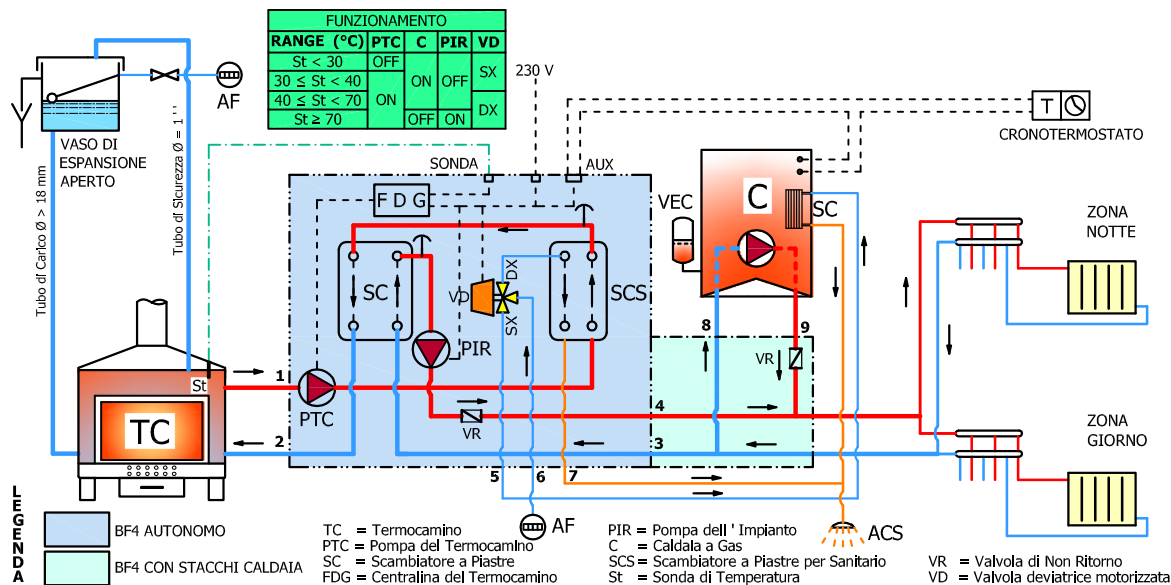 FUNZIONAMENTO
RANGE (°C) PTC C PIR VD
St < 30 OFF
30 ≤ St < 40 ON ON OFF SX
40 ≤ St < 70 DX
St ≥ 70 OFF ON
230 V
AF
VASO DI
ESPANSIONE
APERTO
Tubo di Carico Ø > 18 mm
Tubo di Sicurezza Ø = 1''
SONDA
AUX
T
CRONOTERMOSTATO
F D G
VEC
C
SC
ZONA
NOTTE
SC
VD
DX
SX
SCS
PIR
8
9
VR
St
1
PTC
TC
VR
4
2
3
5
6
7
ZONA
GIORNO
AF
ACS
LEGENDA
BF4 AUTONOMO
BF4 CON STACCHI CALDAIA
TC = Termocamino
PTC = Pompa del Termocamino
SC = Scambiatore a Piastre
FDG = Centralina del Termocamino
PIR = Pompa dell ' Impianto
C = Caldaia a Gas
SCS = Scambiatore a Piastre per Sanitario
St = Sonda di Temperatura
VR = Valvola di Non Ritorno
VD = Valvola deviatrice motorizzata